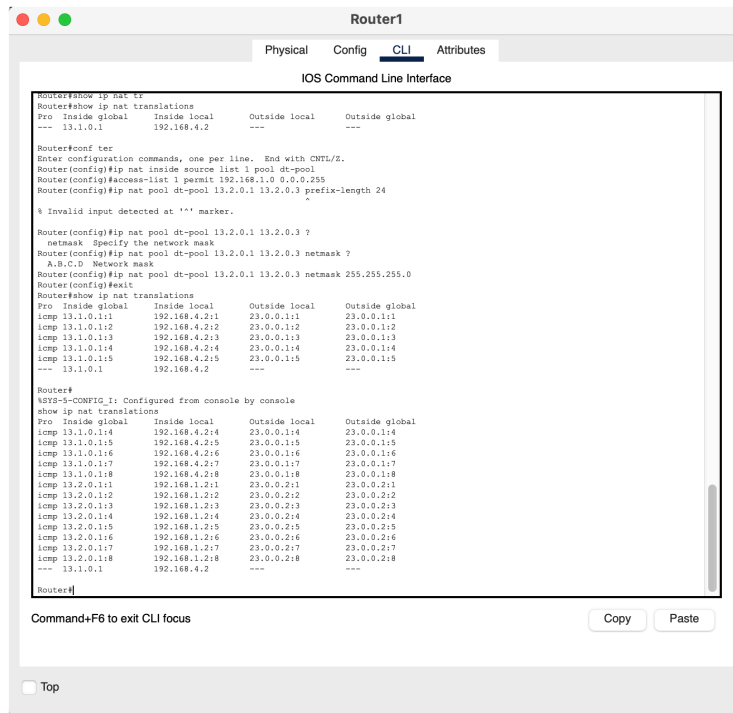 Router1
Physical Config CLI Attributes
IOS Command Line Interface
Router#show ip nat tr
Router#show ip nat translations
Pro  Inside global     Inside local       Outside local      Outside global
---  13.1.0.1          192.168.4.2        ---                ---
Router#conf ter
Enter configuration commands, one per line.  End with CNTL/Z.
Router(config)#ip nat inside source list 1 pool dt-pool
Router(config)#access-list 1 permit 192.168.1.0 0.0.0.255
Router(config)#ip nat pool dt-pool 13.2.0.1 13.2.0.3 prefix-length 24
^
% Invalid input detected at '^' marker.
Router(config)#ip nat pool dt-pool 13.2.0.1 13.2.0.3 ?
netmask  Specify the network mask
Router(config)#ip nat pool dt-pool 13.2.0.1 13.2.0.3 netmask ?
A.B.C.D  Network mask
Router(config)#ip nat pool dt-pool 13.2.0.1 13.2.0.3 netmask 255.255.255.0
Router(config)#exit
Router#show ip nat translations
Pro  Inside global     Inside local       Outside local      Outside global
icmp 13.1.0.1:1        192.168.4.2:1      23.0.0.1:1         23.0.0.1:1
icmp 13.1.0.1:2        192.168.4.2:2      23.0.0.1:2         23.0.0.1:2
icmp 13.1.0.1:3        192.168.4.2:3      23.0.0.1:3         23.0.0.1:3
icmp 13.1.0.1:4        192.168.4.2:4      23.0.0.1:4         23.0.0.1:4
icmp 13.1.0.1:5        192.168.4.2:5      23.0.0.1:5         23.0.0.1:5
---  13.1.0.1          192.168.4.2        ---                ---
Router#
%SYS-5-CONFIG_I: Configured from console by console
show ip nat translations
Pro  Inside global     Inside local       Outside local      Outside global
icmp 13.1.0.1:4        192.168.4.2:4      23.0.0.1:4         23.0.0.1:4
icmp 13.1.0.1:5        192.168.4.2:5      23.0.0.1:5         23.0.0.1:5
icmp 13.1.0.1:6        192.168.4.2:6      23.0.0.1:6         23.0.0.1:6
icmp 13.1.0.1:7        192.168.4.2:7      23.0.0.1:7         23.0.0.1:7
icmp 13.1.0.1:8        192.168.4.2:8      23.0.0.1:8         23.0.0.1:8
icmp 13.2.0.1:1        192.168.1.2:1      23.0.0.2:1         23.0.0.2:1
icmp 13.2.0.1:2        192.168.1.2:2      23.0.0.2:2         23.0.0.2:2
icmp 13.2.0.1:3        192.168.1.2:3      23.0.0.2:3         23.0.0.2:3
icmp 13.2.0.1:4        192.168.1.2:4      23.0.0.2:4         23.0.0.2:4
icmp 13.2.0.1:5        192.168.1.2:5      23.0.0.2:5         23.0.0.2:5
icmp 13.2.0.1:6        192.168.1.2:6      23.0.0.2:6         23.0.0.2:6
icmp 13.2.0.1:7        192.168.1.2:7      23.0.0.2:7         23.0.0.2:7
icmp 13.2.0.1:8        192.168.1.2:8      23.0.0.2:8         23.0.0.2:8
---  13.1.0.1          192.168.4.2        ---                ---
Router#
Command+F6 to exit CLI focus
Copy Paste
Top